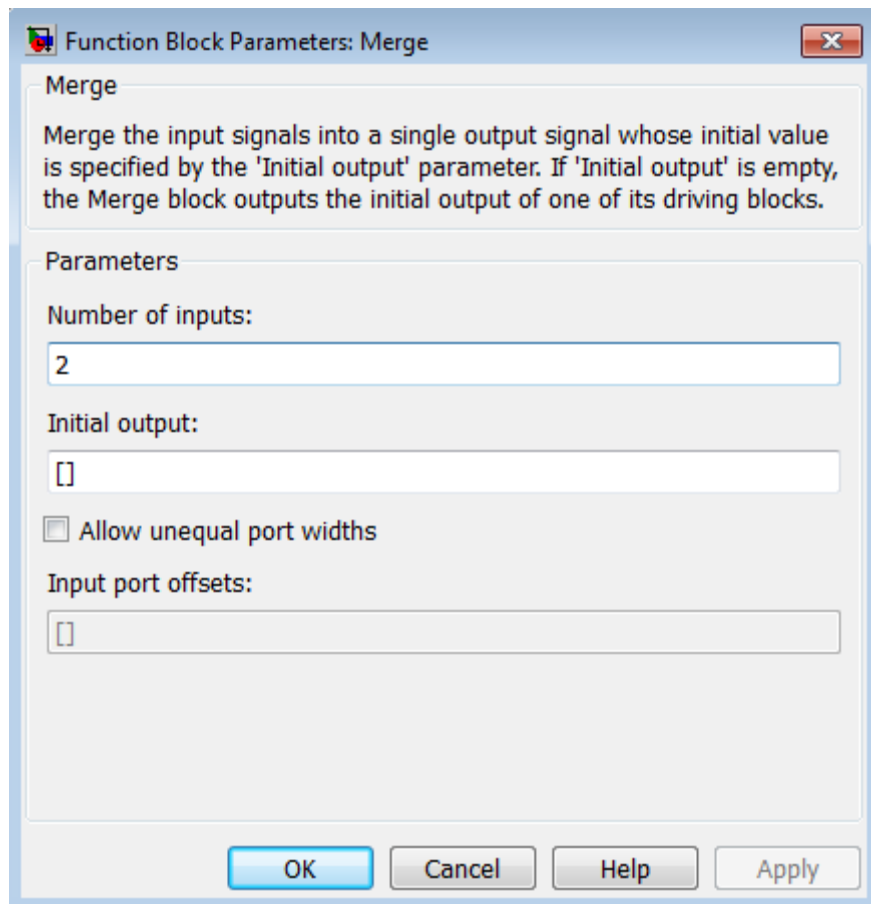 Function Block Parameters: Merge
Merge
Merge the input signals into a single output signal whose initial value
is specified by the 'Initial output' parameter. If 'Initial output' is empty,
the Merge block outputs the initial output of one of its driving blocks.
Parameters
Number of inputs:
2
Initial output:
[]
Allow unequal port widths
Input port offsets:
[]
OK Cancel Help Apply